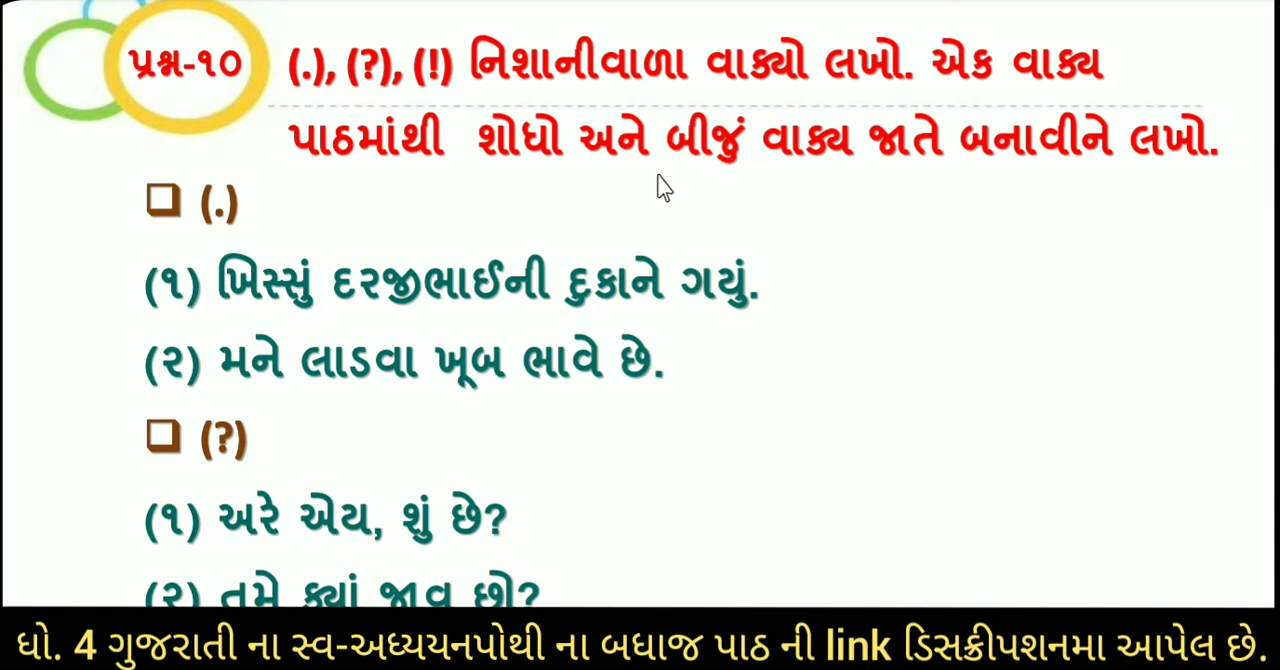 પ્રશ્ન-૧૦ (.), (?), (!) નિશાનીવાળા વાક્યો લખો. એક વાક્ય
પાઠમાંથી શોધો અને બીજું વાક્ય જાતે બનાવીને લખો.
❑ (.)
(૧) ખિસ્સું દરજીભાઈની દુકાને ગયું.
(૨) મને લાડવા ખૂબ ભાવે છે.
❑ (?)
(૧) અરે એય, શું છે?
(૨) તમે ક્યાં જાવ છો?
ધો. 4 ગુજરાતી ના સ્વ-અધ્યયનપોથી ના બધાજ પાઠ ની link ડિસક્રીપશનમા આપેલ છે.